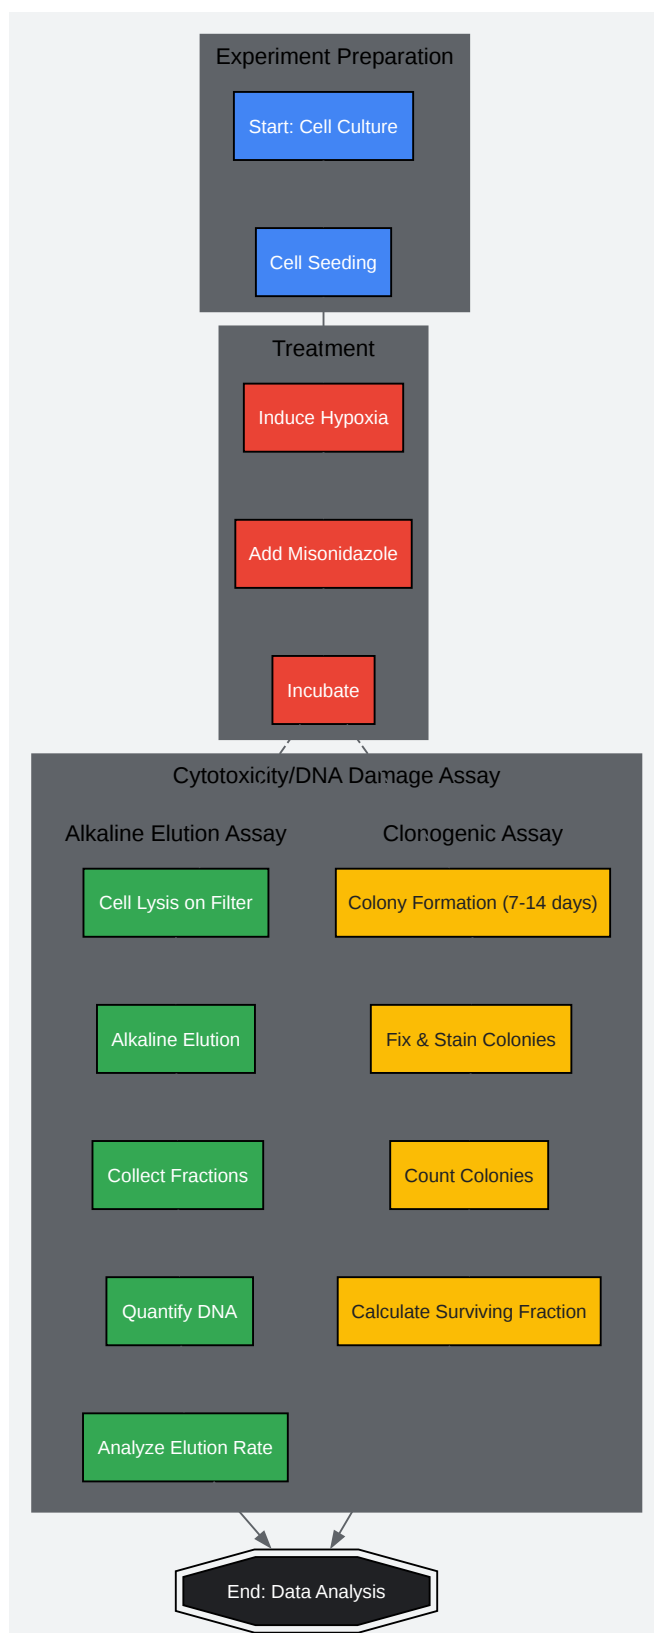 Experiment Preparation
Start: Cell Culture
Cell Seeding
Treatment
Induce Hypoxia
Add Misonidazole
Incubate
Cytotoxicity/DNA Damage Assay
Alkaline Elution Assay
Cell Lysis on Filter
Alkaline Elution
Collect Fractions
Quantify DNA
Analyze Elution Rate
Clonogenic Assay
Colony Formation (7-14 days)
Fix & Stain Colonies
Count Colonies
Calculate Surviving Fraction
End: Data Analysis